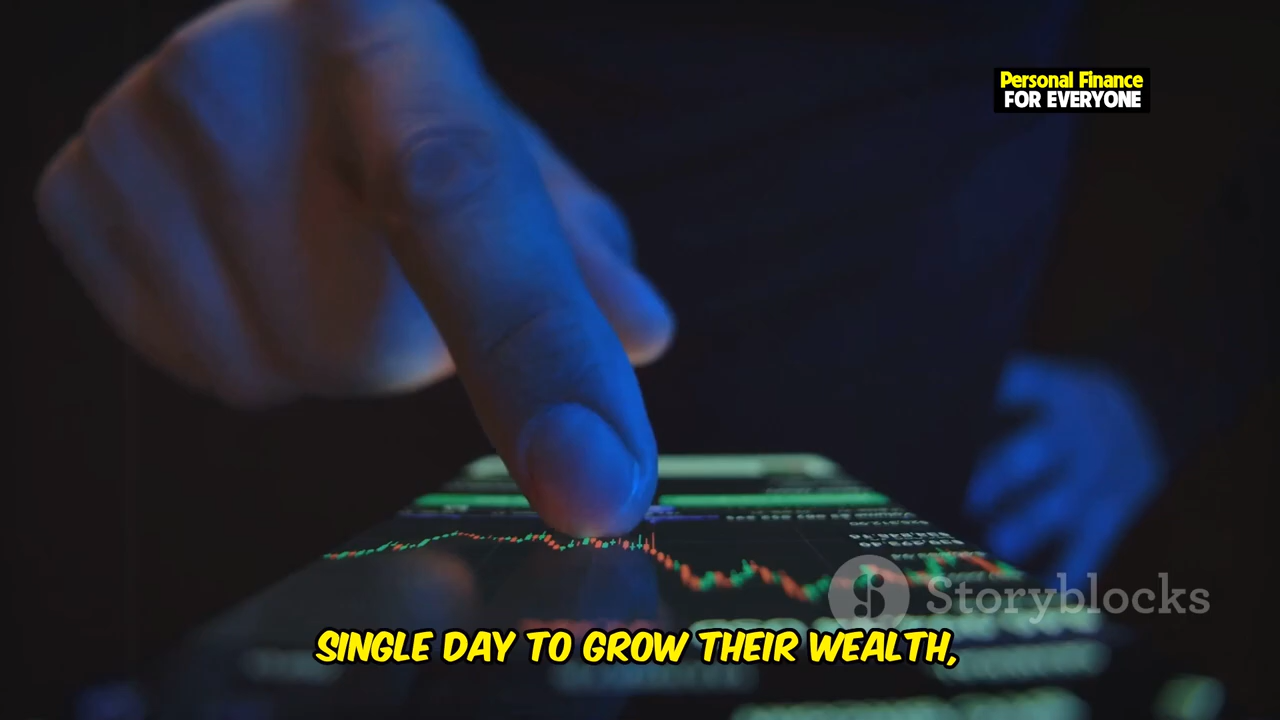 Personal Finance
FOR EVERYONE
Storyblocks
SINGLE DAY TO GROW THEIR WEALTH,